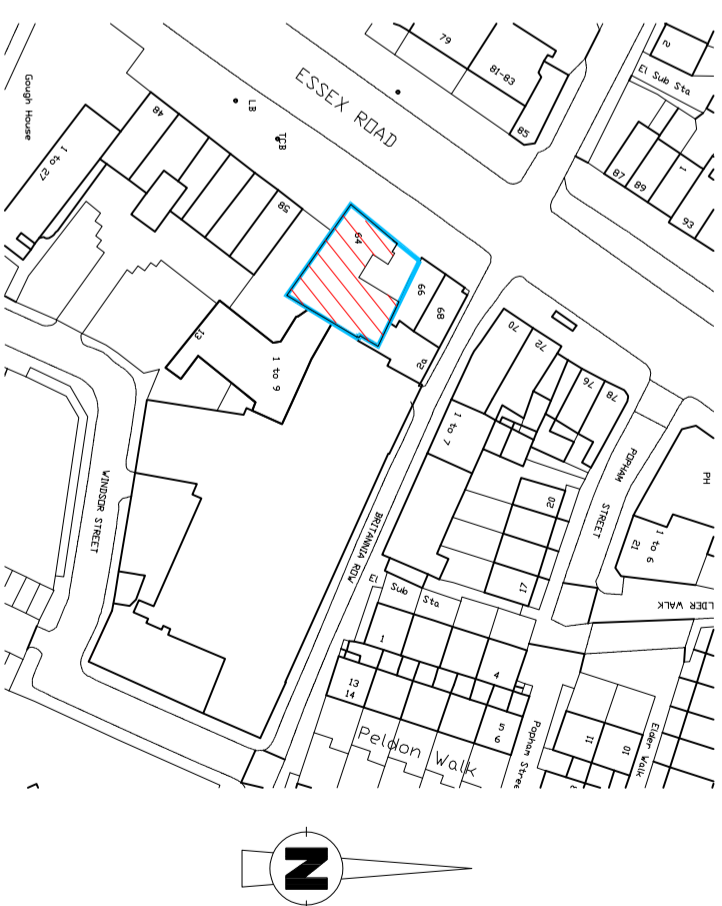 79
81-83
85
2
El Sub Sta
87
89
1
93
ESSEX ROAD
LB
TCB
Gough House
48
1 to 27
58
64
66
68
2a
13
1 to 9
70
72
76
78
1 to 7
POPHAM
STREET
PH
1 to 6
21
20
17
LDER WALK
WINDSOR STREET
BRITANNIA ROW
El
Sub
Sta
1
4
13
14
5
6
Peldon Walk
Popham Stree
11
10
Elder Walk
N